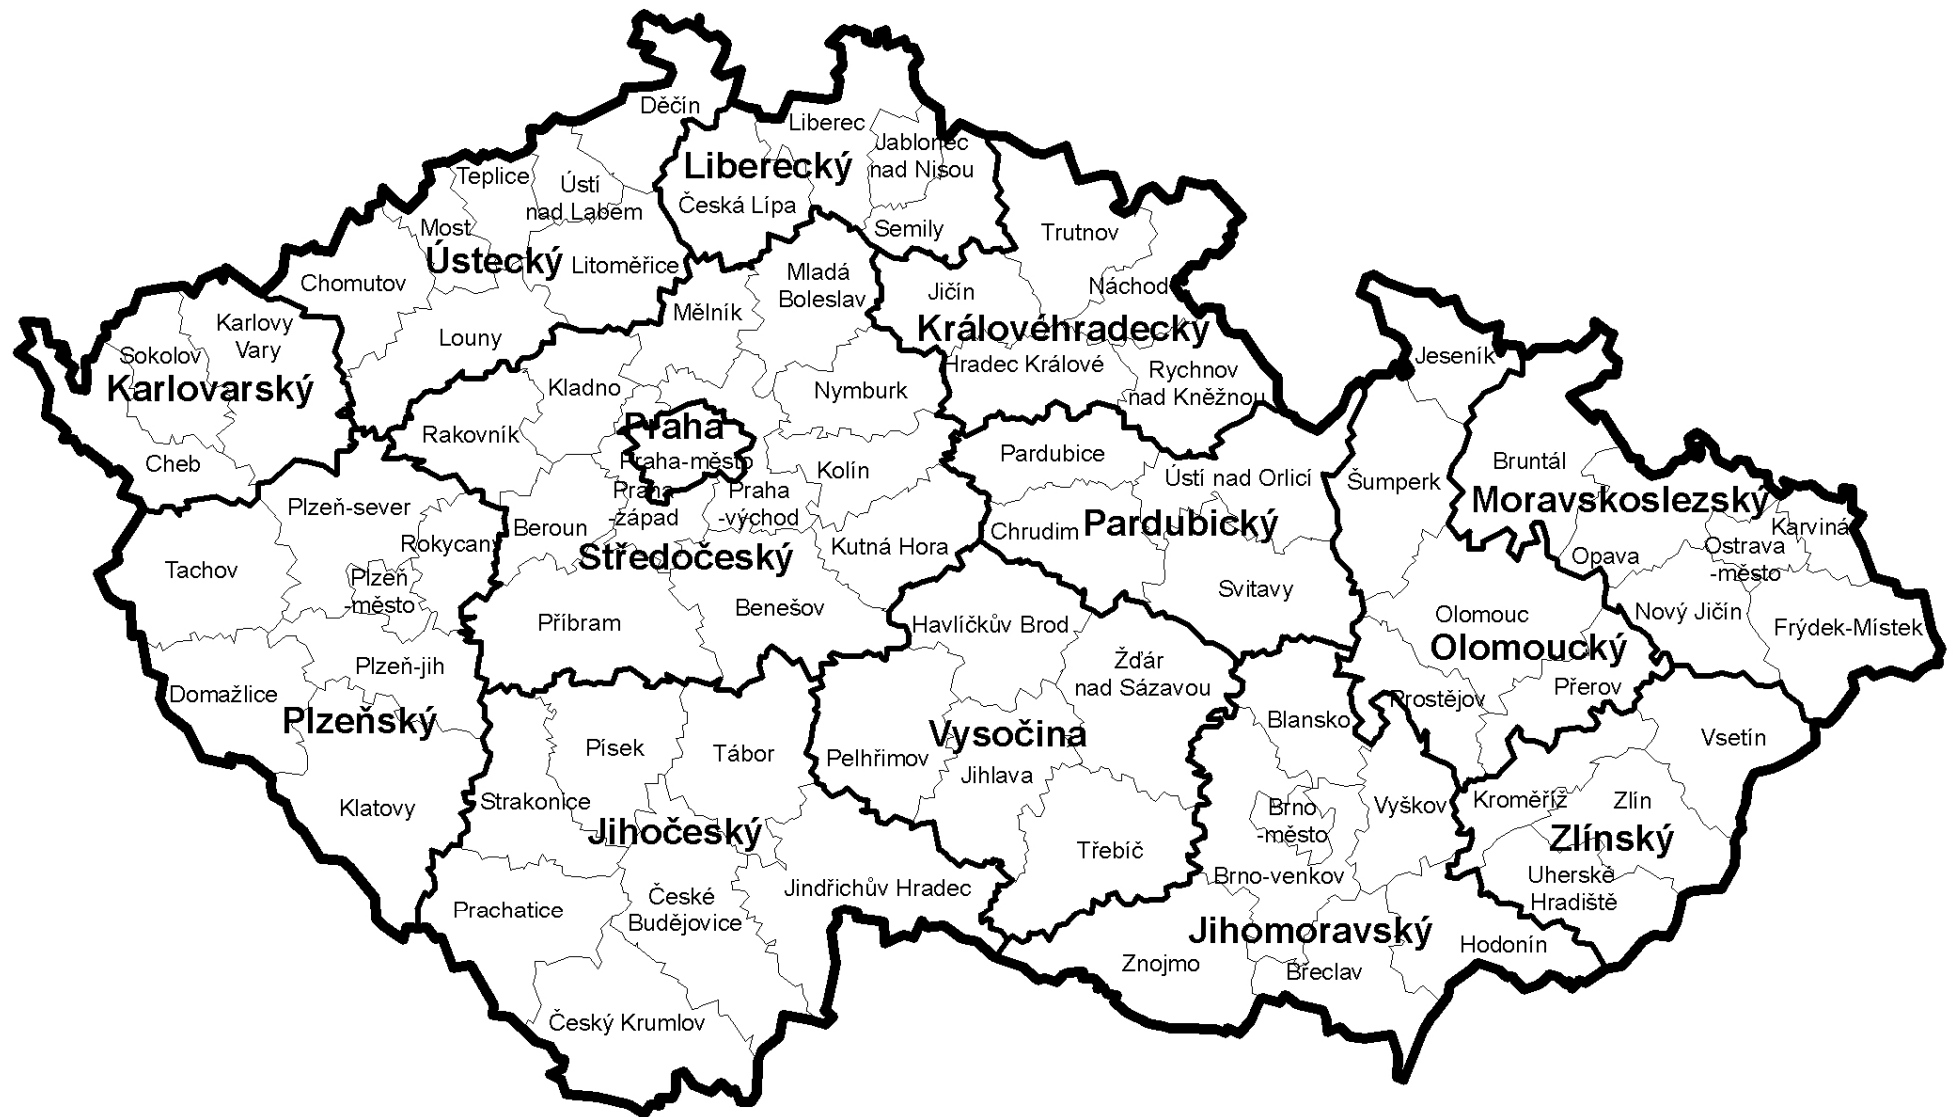 Děčín
Liberec
Jablonec
nad Nisou
Liberecký
Teplice
Ústí
nad Labem
Česká Lípa
Most
Semily
Trutnov
Ústecký
Litoměřice
Chomutov
Mladá
Boleslav
Jičín
Náchod
Mělník
Karlovy
Vary
Louny
Královéhradecký
Sokolov
Jeseník
Karlovarský
Kladno
Nymburk
Hradec Králové
Rychnov
nad Kněžnou
Praha
Rakovník
Praha-město
Cheb
Kolín
Pardubice
Bruntál
Ústí nad Orlicí
Šumperk
Praha
-západ
Praha
-východ
Moravskoslezský
Plzeň-sever
Beroun
Rokycany
Chrudim
Pardubický
Karviná
Středočeský
Kutná Hora
Opava
Ostrava
-město
Tachov
Plzeň
-město
Svitavy
Benešov
Příbram
Havlíčkův Brod
Olomouc
Nový Jičín
Frýdek-Místek
Olomoucký
Plzeň-jih
Žďár
nad Sázavou
Domažlice
Prostějov
Přerov
Plzeňský
Blansko
Vysočina
Vsetín
Písek
Tábor
Pelhřimov
Jihlava
Strakonice
Klatovy
Brno
-město
Vyškov
Kroměříž
Zlín
Jihočeský
Zlínský
Třebíč
Brno-venkov
Uherské
Hradiště
Jindřichův Hradec
České
Budějovice
Prachatice
Jihomoravský
Hodonín
Znojmo
Břeclav
Český Krumlov